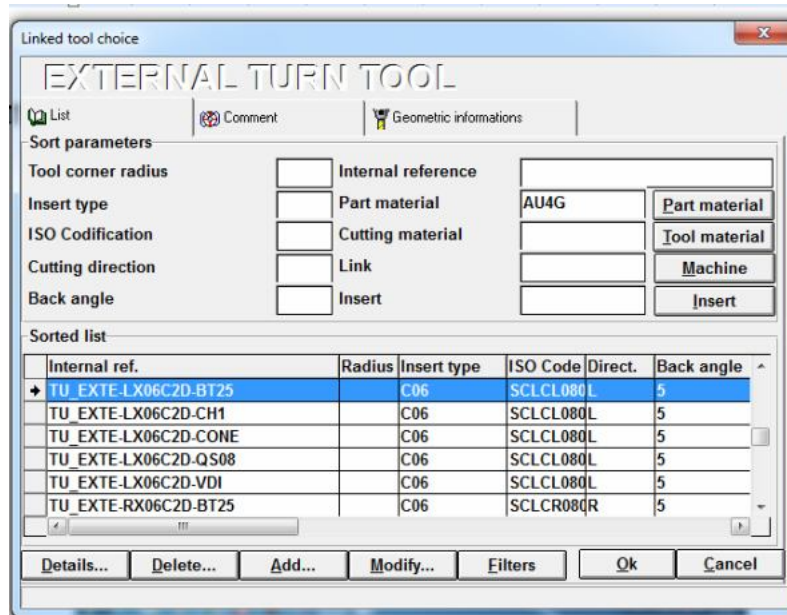 Linked tool choice
EXTERNAL TURN TOOL
List Comment Geometric informations
Sort parameters
Tool corner radius Internal reference
Insert type Part material AU4G Part material
ISO Codification Cutting material Tool material
Cutting direction Link Machine
Back angle Insert Insert
Sorted list
Internal ref. Radius Insert type ISO Code Direct. Back angle
TU_EXTE-LX06C2D-BT25 C06 SCLCL080 L 5
TU_EXTE-LX06C2D-CH1 C06 SCLCL080 L 5
TU_EXTE-LX06C2D-CONE C06 SCLCL080 L 5
TU_EXTE-LX06C2D-QS08 C06 SCLCL080 L 5
TU_EXTE-LX06C2D-VDI C06 SCLCL080 L 5
TU_EXTE-RX06C2D-BT25 C06 SCLCR080 R 5
Details... Delete... Add... Modify... Filters Ok Cancel